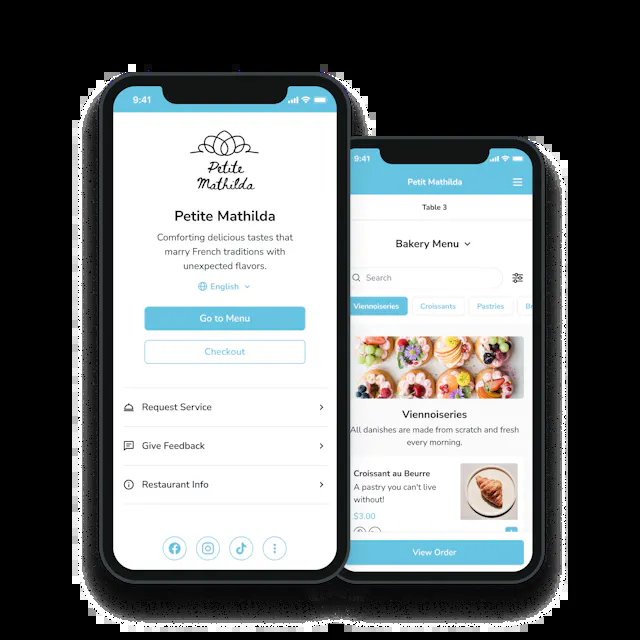 9:41
Petite
Mathilda
Petite Mathilda
Comforting delicious tastes that
marry French traditions with
unexpected flavors.
English
Go to Menu
Checkout
Request Service
Give Feedback
Restaurant Info
9:41
Petit Mathilda
Table 3
Bakery Menu
Search
Viennoiseries
Croissants
Pastries
Viennoiseries
All danishes are made from scratch and fresh
every morning.
Croissant au Beurre
A pastry you can't live
without!
$3.00
View Order